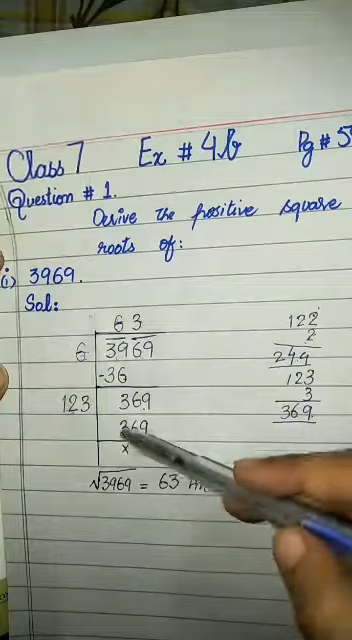 Class 7 Ex # 4b Pg # 5
Question # 1.
Derive the positive square
roots of:
(i) 3969.
Sol:
6 3
6 3969
-36
123 369
369
x
√3969 = 63
122
2
244
123
3
369